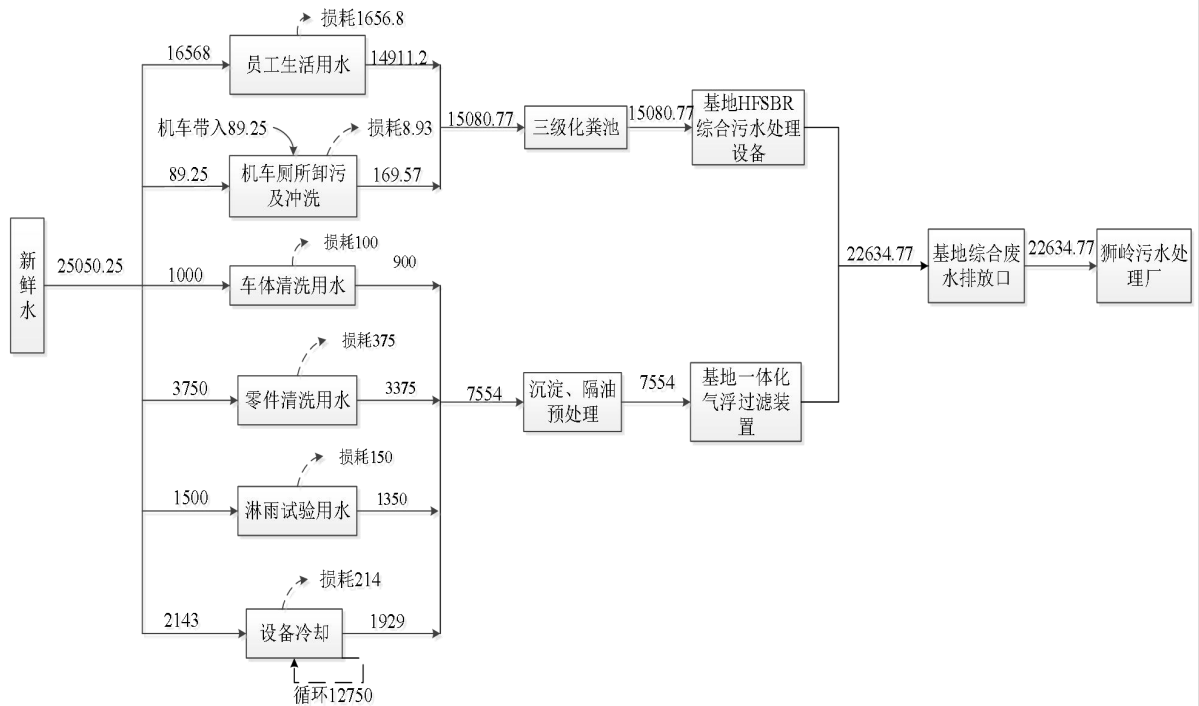 损耗1656.8
16568
员工生活用水
14911.2
机车带入89.25
损耗8.93
89.25
机车厕所卸污
及冲洗
169.57
15080.77
三级化粪池
15080.77
基地HFSBR
综合污水处理
设备
新
鲜
水
25050.25
损耗100
1000
车体清洗用水
900
损耗375
3750
零件清洗用水
3375
7554
沉淀、隔油
预处理
7554
基地一体化
气浮过滤装
置
22634.77
基地综合废
水排放口
22634.77
狮岭污水处
理厂
损耗150
1500
淋雨试验用水
1350
损耗214
2143
设备冷却
1929
循环12750